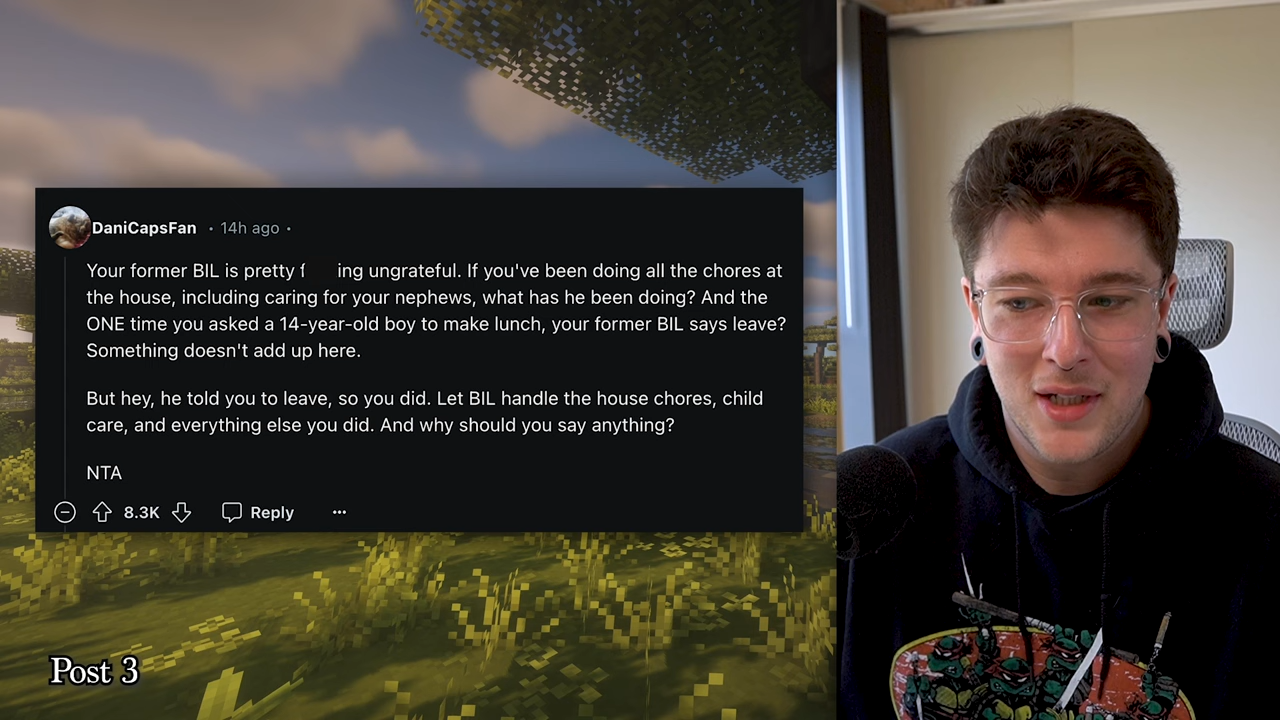 DaniCapsFan • 14h ago •
Your former BIL is pretty f ing ungrateful. If you've been doing all the chores at
the house, including caring for your nephews, what has he been doing? And the
ONE time you asked a 14-year-old boy to make lunch, your former BIL says leave?
Something doesn't add up here.
But hey, he told you to leave, so you did. Let BIL handle the house chores, child
care, and everything else you did. And why should you say anything?
NTA
8.3K Reply
Post 3